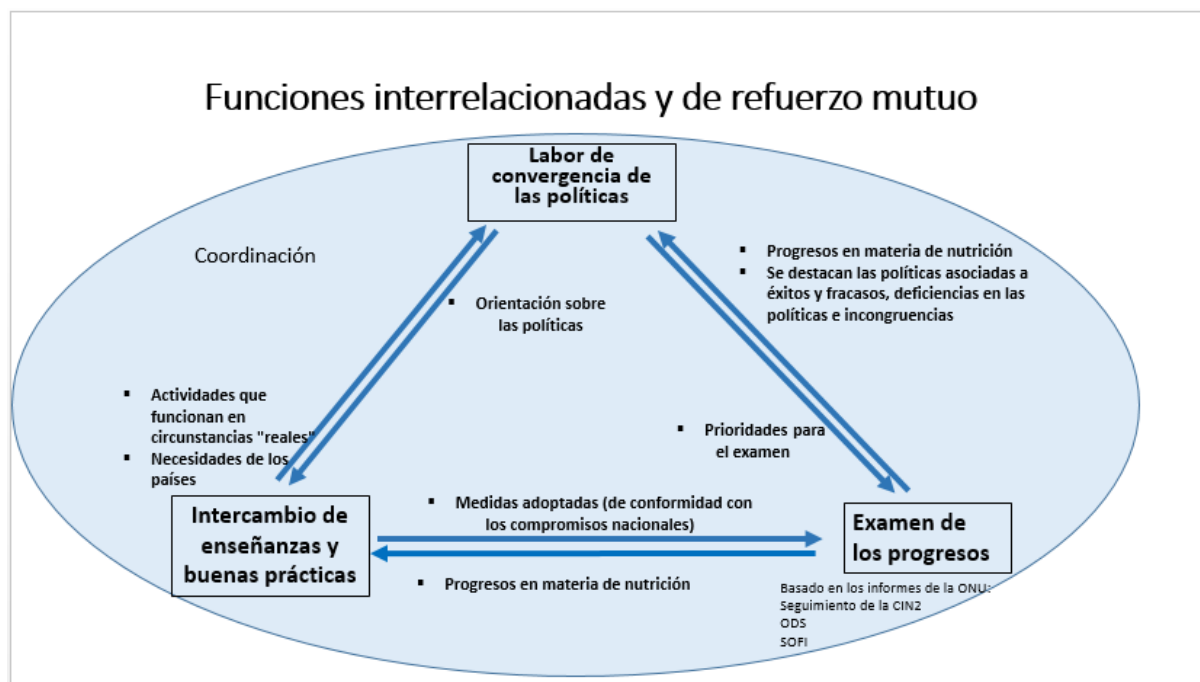 Funciones interrelacionadas y de refuerzo mutuo
Labor de
convergencia de
las políticas
Coordinación
▪ Progresos en materia de nutrición
▪ Se destacan las políticas asociadas a
éxitos y fracasos, deficiencias en las
políticas e incongruencias
▪ Orientación sobre
las políticas
▪ Actividades que
funcionan en
circunstancias "reales"
▪ Necesidades de los
países
▪ Prioridades para
el examen
▪ Medidas adoptadas (de conformidad con
los compromisos nacionales)
Intercambio de
enseñanzas y
buenas prácticas
Examen de
los progresos
▪ Progresos en materia de nutrición
Basado en los informes de la ONU:
Seguimiento de la CIN2
ODS
SOFI